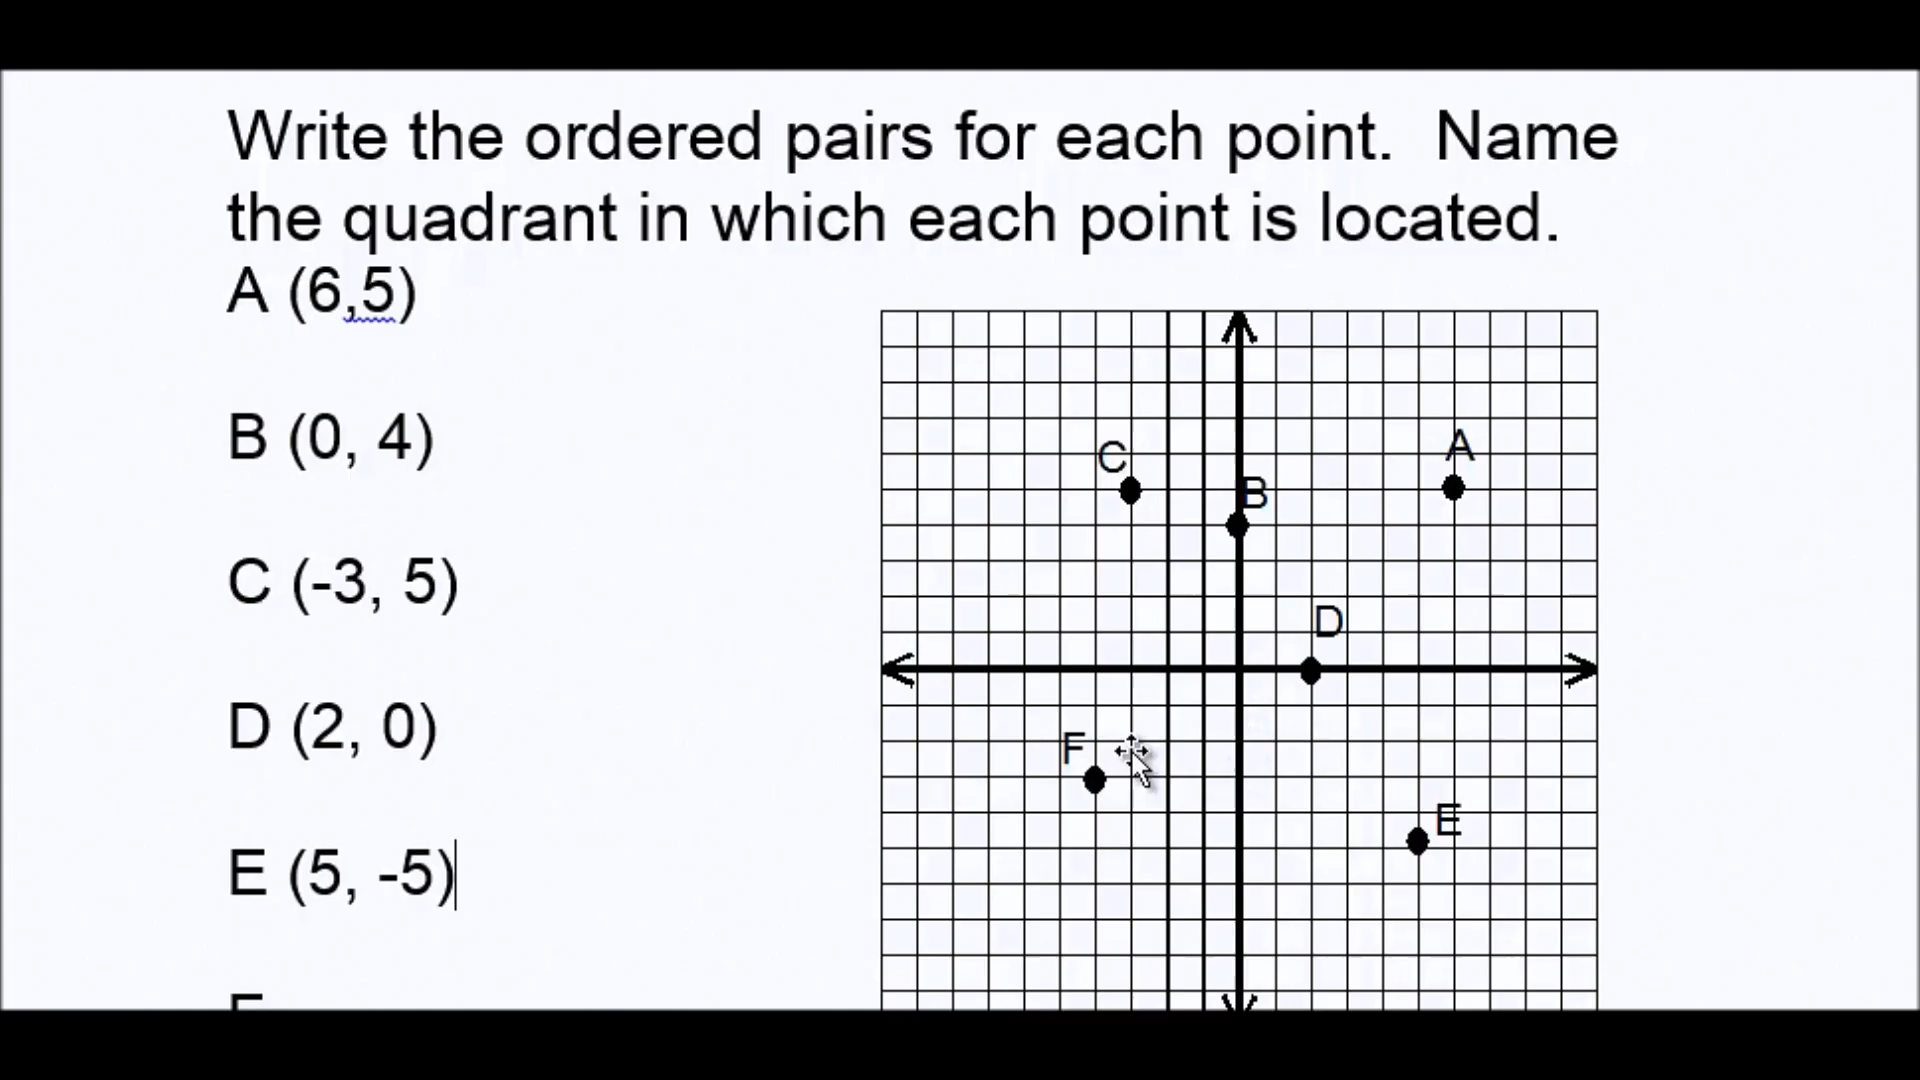 Write the ordered pairs for each point.  Name
the quadrant in which each point is located.
A (6,5)
B (0, 4)
C (-3, 5)
D (2, 0)
E (5, -5)
A
C
B
D
F
E